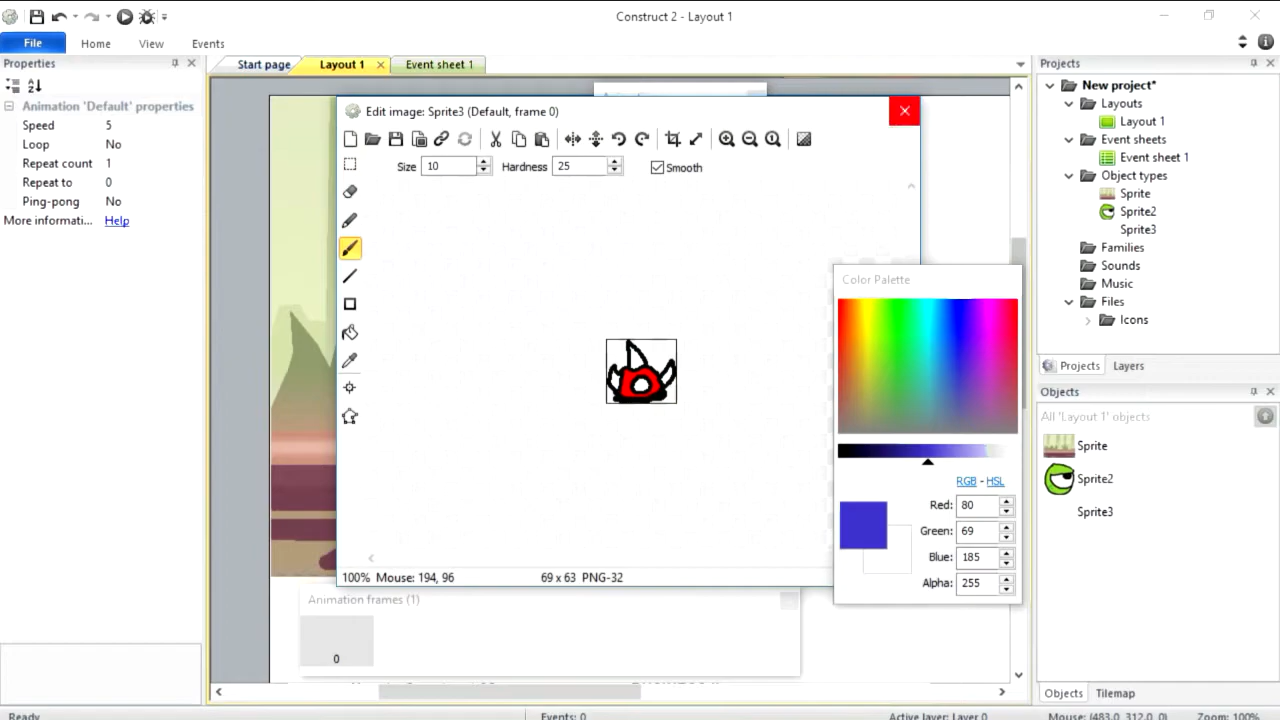 Construct 2 - Layout 1
File Home View Events
Properties
Start page Layout 1 Event sheet 1
Projects
Animation 'Default' properties
Speed 5
Loop No
Repeat count 1
Repeat to 0
Ping-pong No
More informati... Help
Edit image: Sprite3 (Default, frame 0)
Size 10 Hardness 25 Smooth
New project*
Layouts
Layout 1
Event sheets
Event sheet 1
Object types
Sprite
Sprite2
Sprite3
Families
Sounds
Music
Files
Icons
Projects Layers
Color Palette
RGB - HSL
Red: 80
Green: 69
Blue: 185
Alpha: 255
Objects
All 'Layout 1' objects
Sprite
Sprite2
Sprite3
100% Mouse: 194, 96 69 x 63 PNG-32
Animation frames (1)
0
Objects Tilemap
Ready Events: 0 Active layer: Layer 0 Mouse: (483.0, 312.0, 0) Zoom: 100%